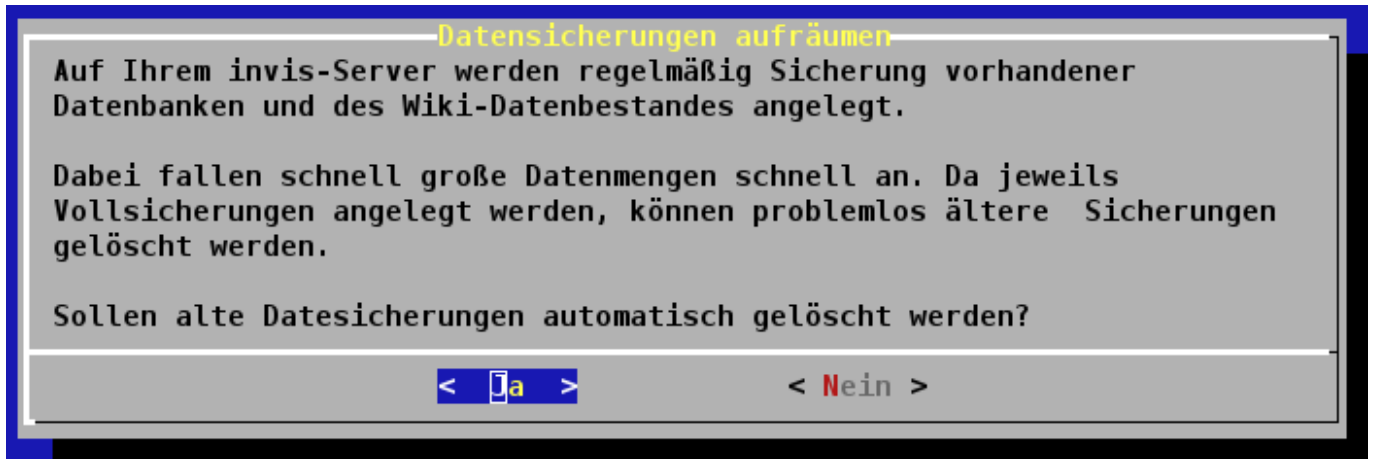 Datensicherungen aufräumen
Auf Ihrem invis-Server werden regelmäßig Sicherung vorhandener
Datenbanken und des Wiki-Datenbestandes angelegt.
Dabei fallen schnell große Datenmengen schnell an. Da jeweils
Vollsicherungen angelegt werden, können problemlos ältere  Sicherungen
gelöscht werden.
Sollen alte Datesicherungen automatisch gelöscht werden?
<  Ja  > < Nein >